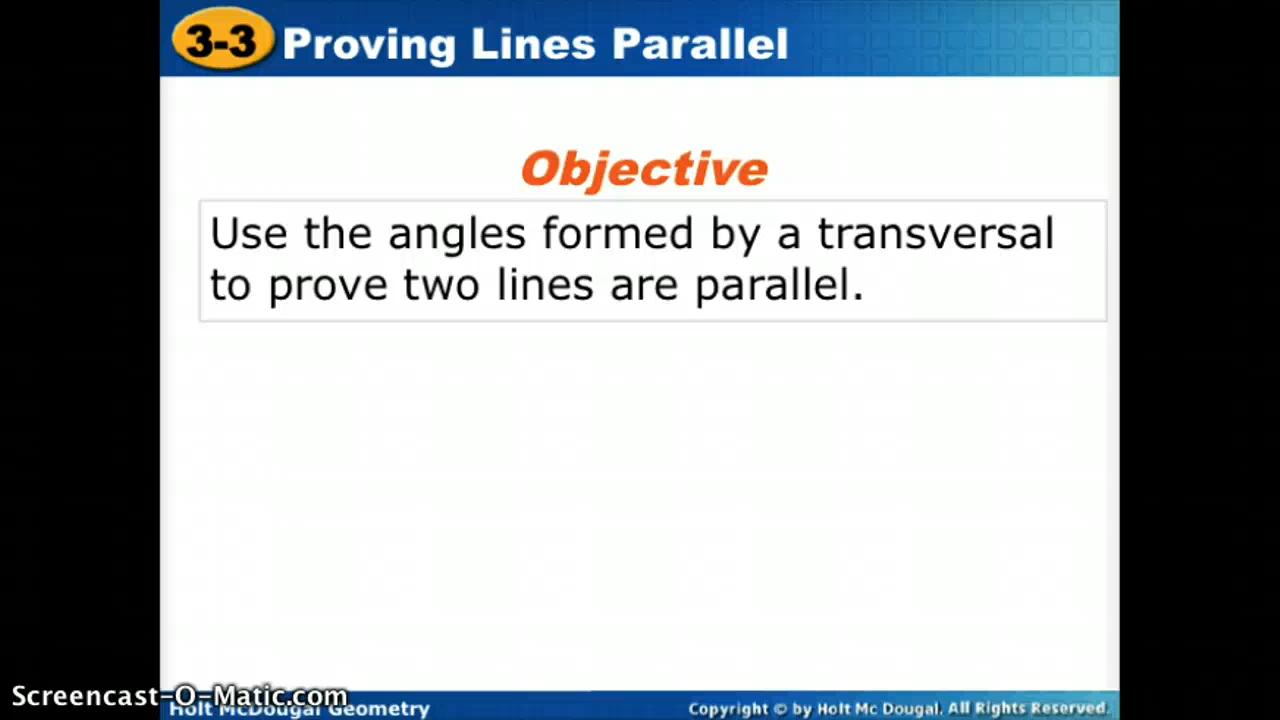 3-3 Proving Lines Parallel
Objective
Use the angles formed by a transversal
to prove two lines are parallel.
Screencast-O-Matic.com
Holt McDougal Geometry
Copyright © by Holt Mc Dougal. All Rights Reserved.